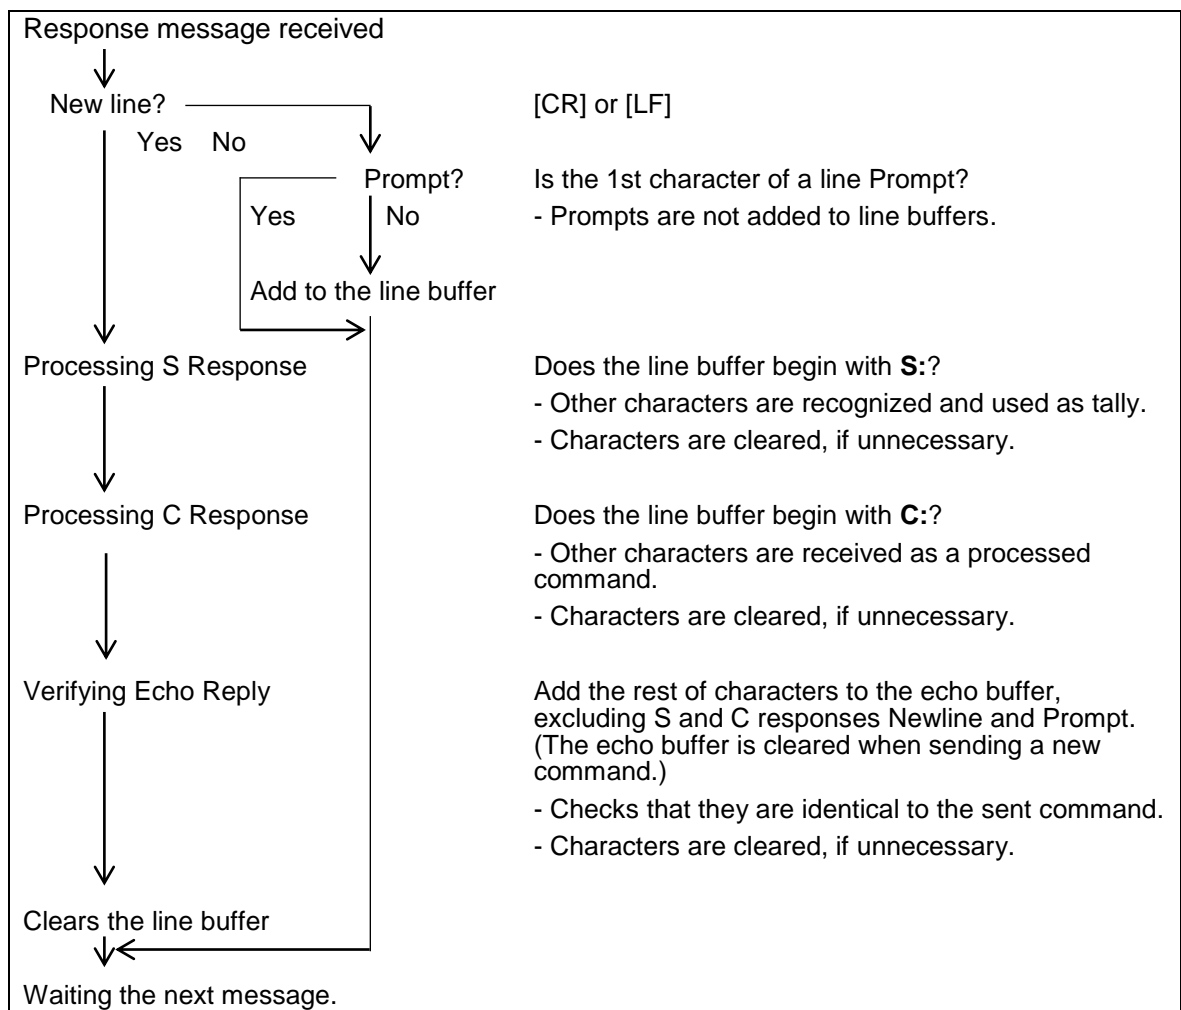 Response message received
New line? [CR] or [LF]
Yes No
Prompt? Is the 1st character of a line Prompt?
Yes No - Prompts are not added to line buffers.
Add to the line buffer
Processing S Response Does the line buffer begin with S:?
- Other characters are recognized and used as tally.
- Characters are cleared, if unnecessary.
Processing C Response Does the line buffer begin with C:?
- Other characters are received as a processed
command.
- Characters are cleared, if unnecessary.
Verifying Echo Reply Add the rest of characters to the echo buffer,
excluding S and C responses Newline and Prompt.
(The echo buffer is cleared when sending a new
command.)
- Checks that they are identical to the sent command.
- Characters are cleared, if unnecessary.
Clears the line buffer
Waiting the next message.